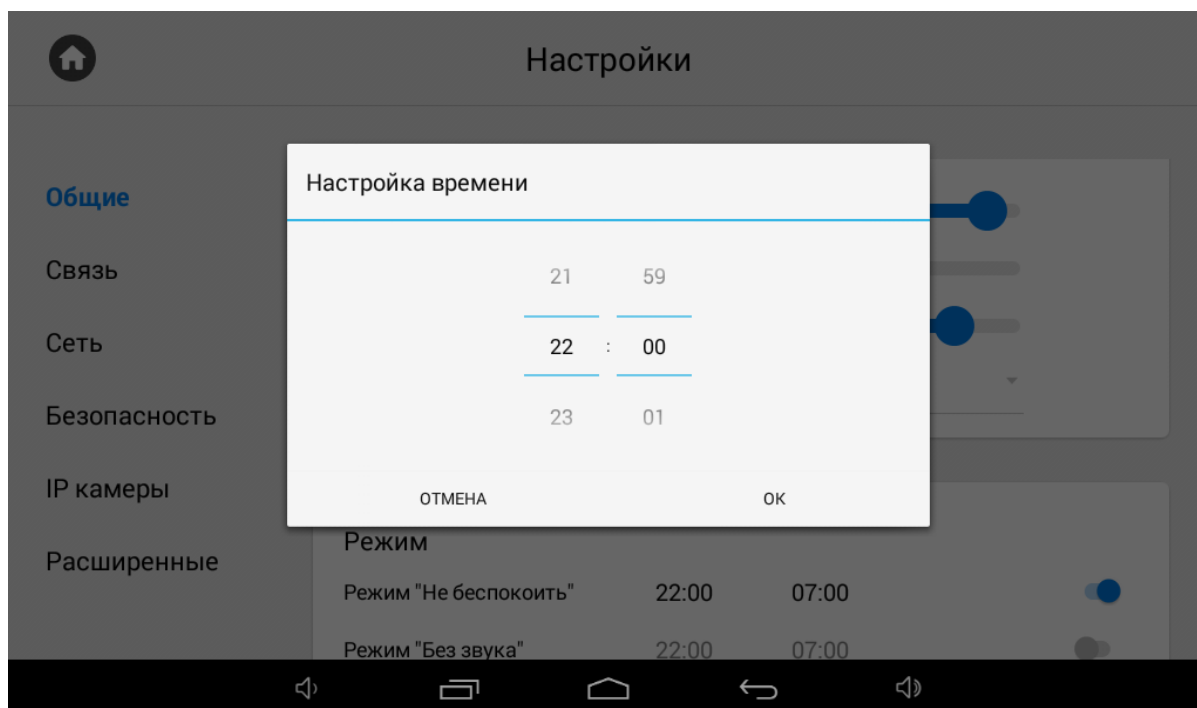 Настройки
Общие
Связь
Сеть
Безопасность
IP камеры
Расширенные
Настройка времени
21 59
22 : 00
23 01
ОТМЕНА ОК
Режим
Режим "Не беспокоить" 22:00 07:00
Режим "Без звука" 22:00 07:00